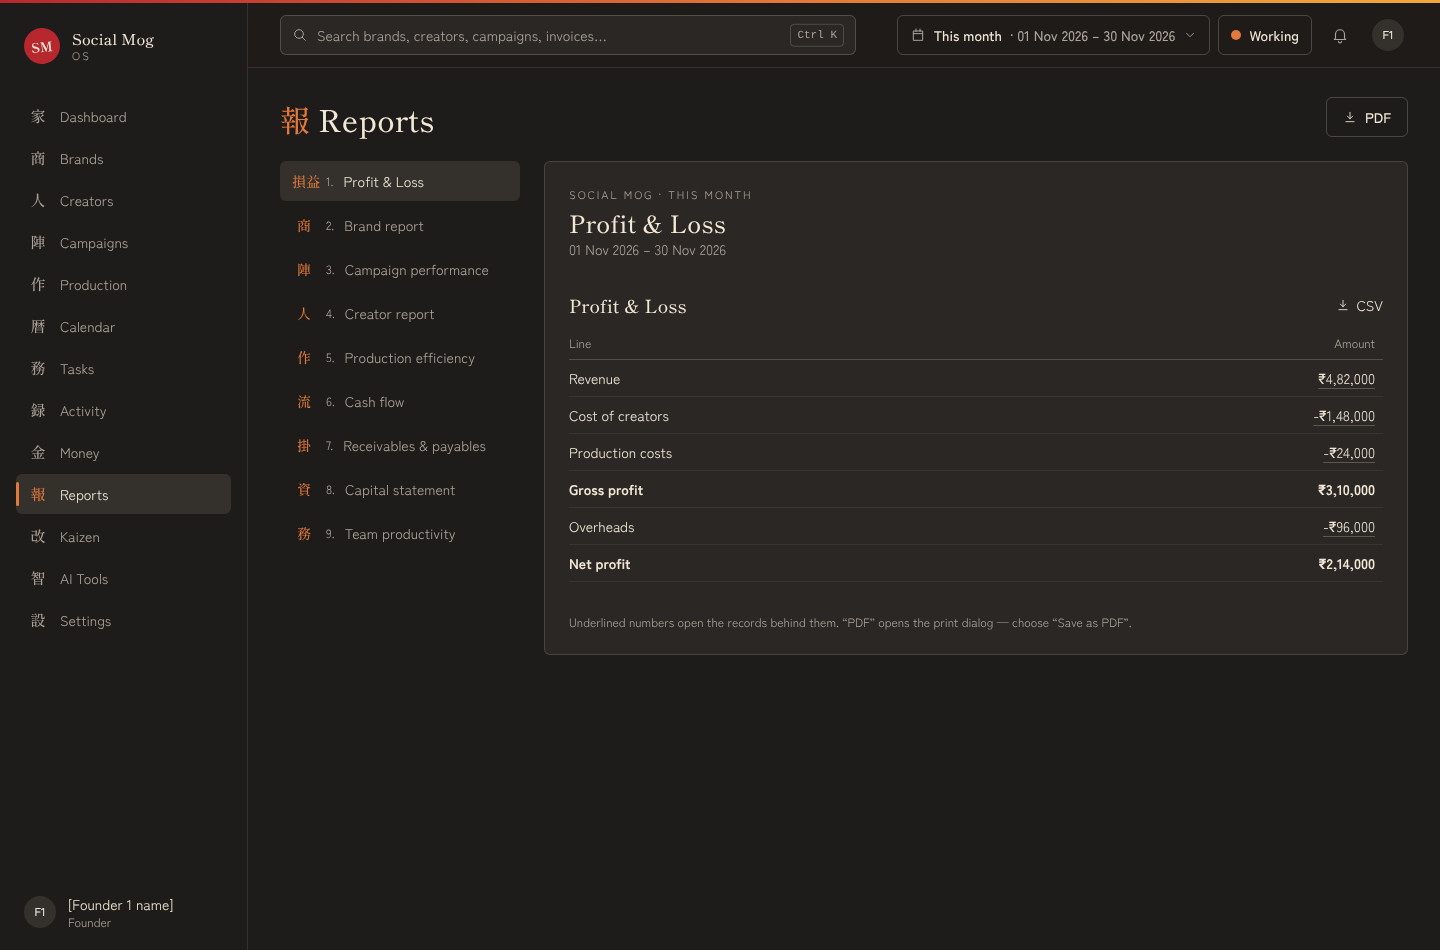 SM
Social Mog
OS
家 Dashboard
商 Brands
人 Creators
陣 Campaigns
作 Production
暦 Calendar
務 Tasks
録 Activity
金 Money
報 Reports
改 Kaizen
智 AI Tools
設 Settings
F1
[Founder 1 name]
Founder
Search brands, creators, campaigns, invoices... Ctrl K
This month · 01 Nov 2026 – 30 Nov 2026
Working
F1
報 Reports
PDF
損益 1. Profit & Loss
商 2. Brand report
陣 3. Campaign performance
人 4. Creator report
作 5. Production efficiency
流 6. Cash flow
掛 7. Receivables & payables
資 8. Capital statement
務 9. Team productivity
SOCIAL MOG · THIS MONTH
Profit & Loss
01 Nov 2026 – 30 Nov 2026
Profit & Loss CSV
Line Amount
Revenue ₹4,82,000
Cost of creators -₹1,48,000
Production costs -₹24,000
Gross profit ₹3,10,000
Overheads -₹96,000
Net profit ₹2,14,000
Underlined numbers open the records behind them. “PDF” opens the print dialog — choose “Save as PDF”.